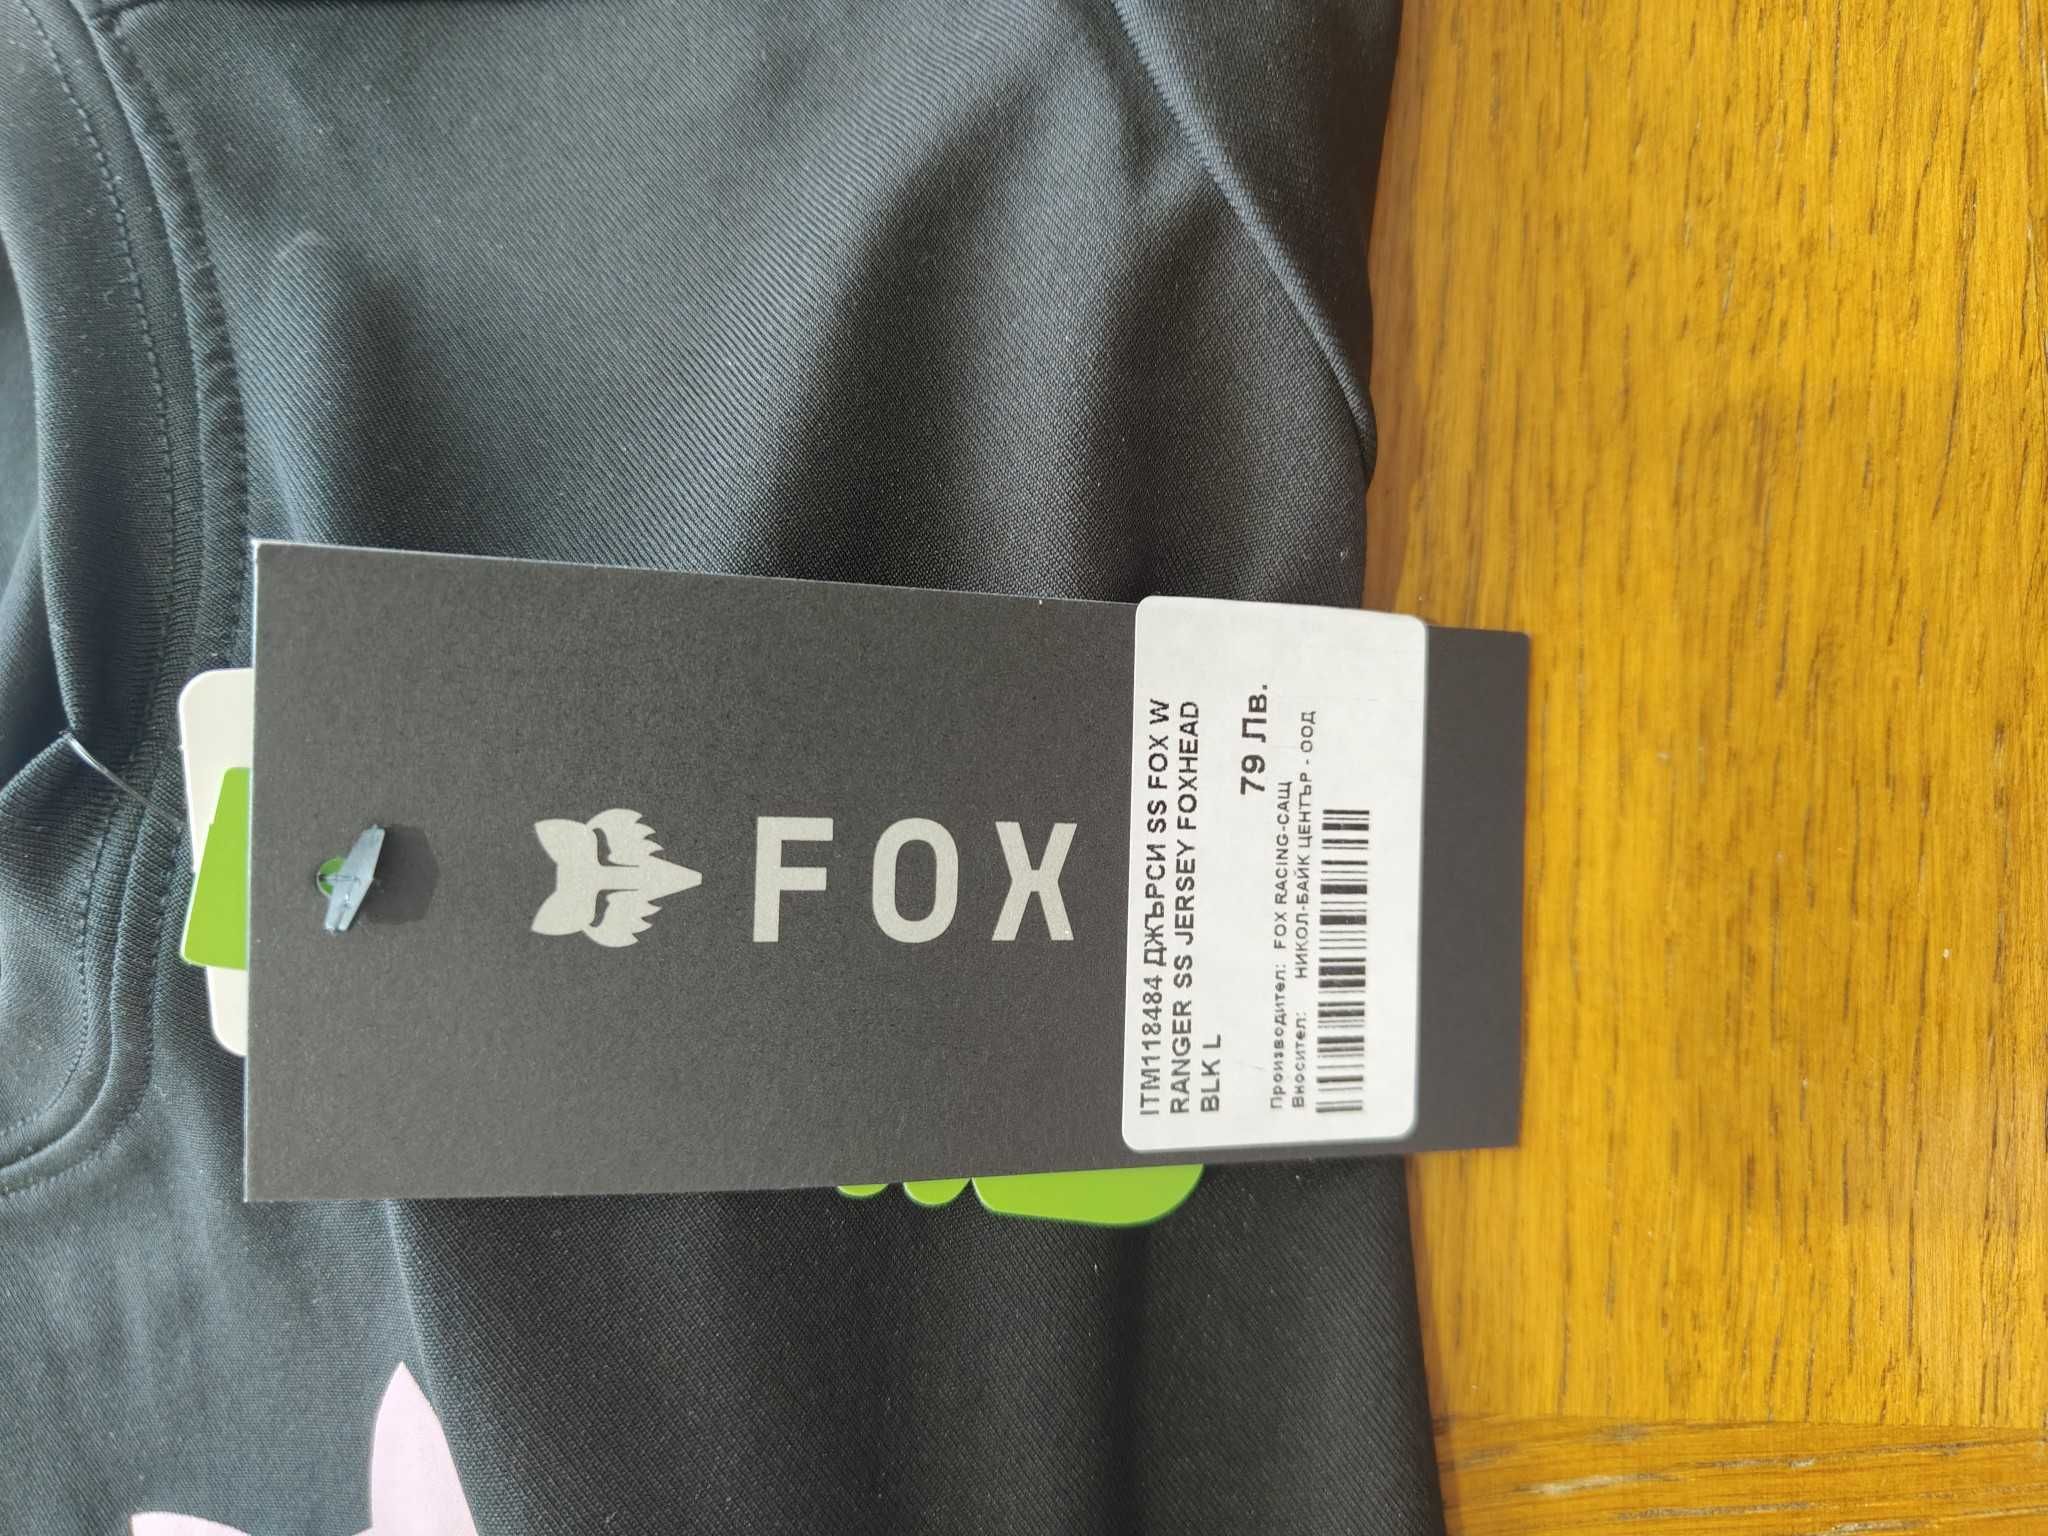 FOX
ITM118484 ДЖЪРСИ SS FOX W
RANGER SS JERSEY FOXHEAD
BLK L
79 Лв.
Производител: FOX RACING-САЩ
Вносител: НИКОЛ-БАЙК ЦЕНТЪР - ООД